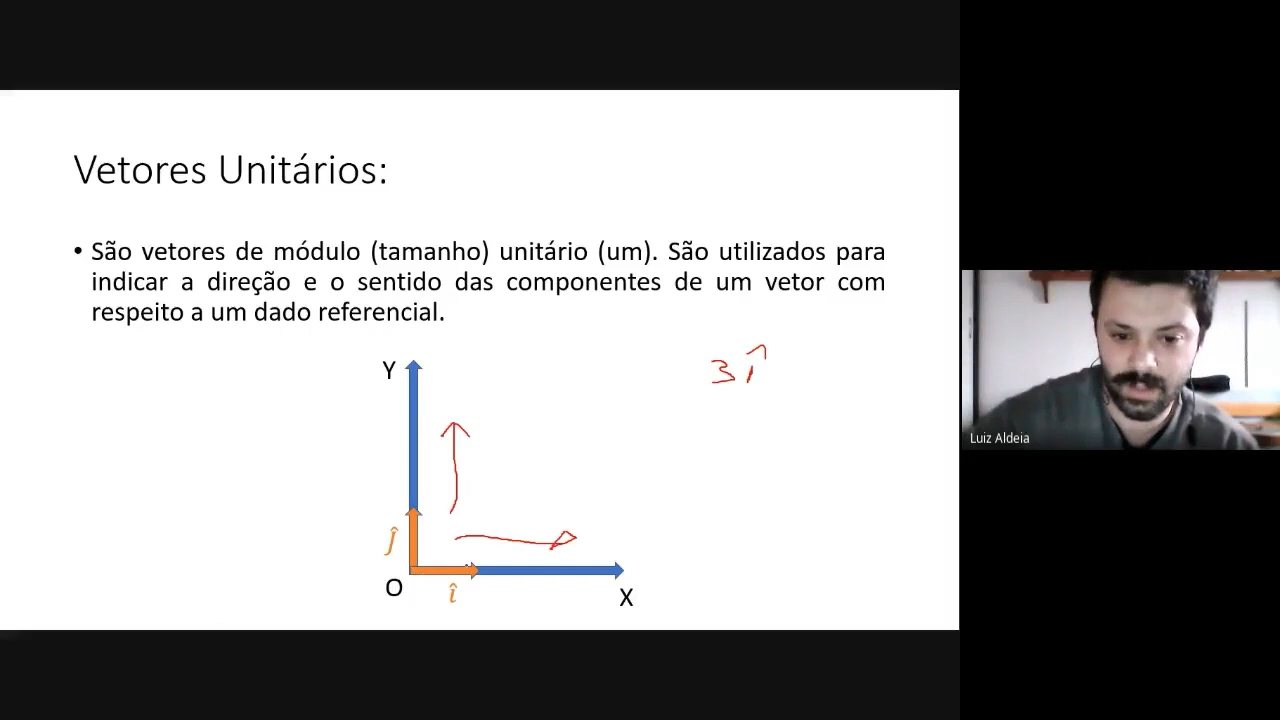 Vetores Unitários:
• São vetores de módulo (tamanho) unitário (um). São utilizados para
indicar a direção e o sentido das componentes de um vetor com
respeito a um dado referencial.
Y
3 î
ĵ
O
î
X
Luiz Aldeia